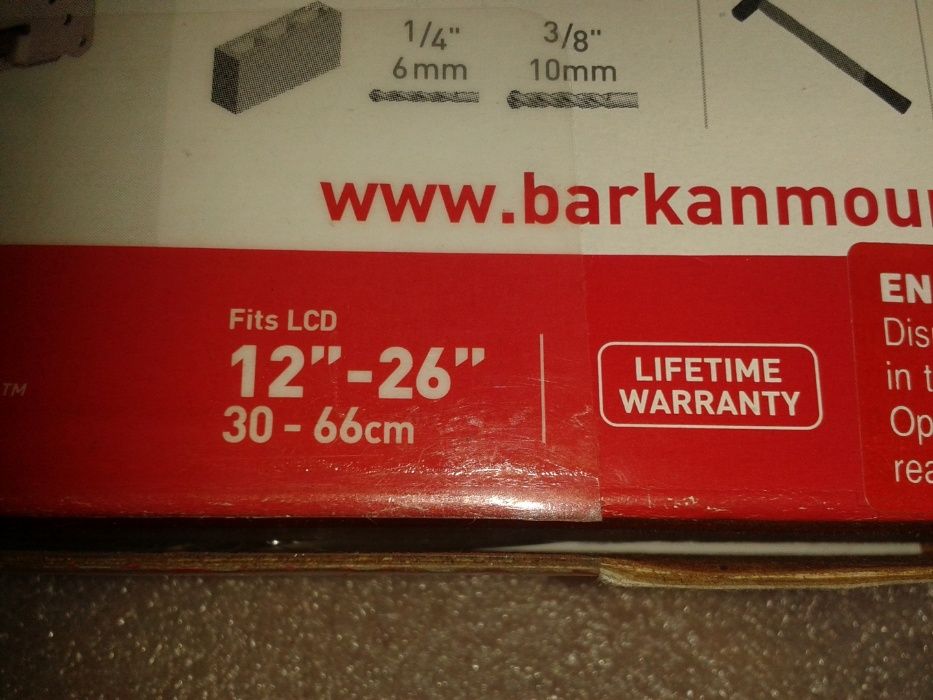 1/4" 3/8"
6mm 10mm
www.barkanmou
Fits LCD
12”-26”
30 - 66cm
LIFETIME
WARRANTY
TM
EN
Dis
in t
Op
rea